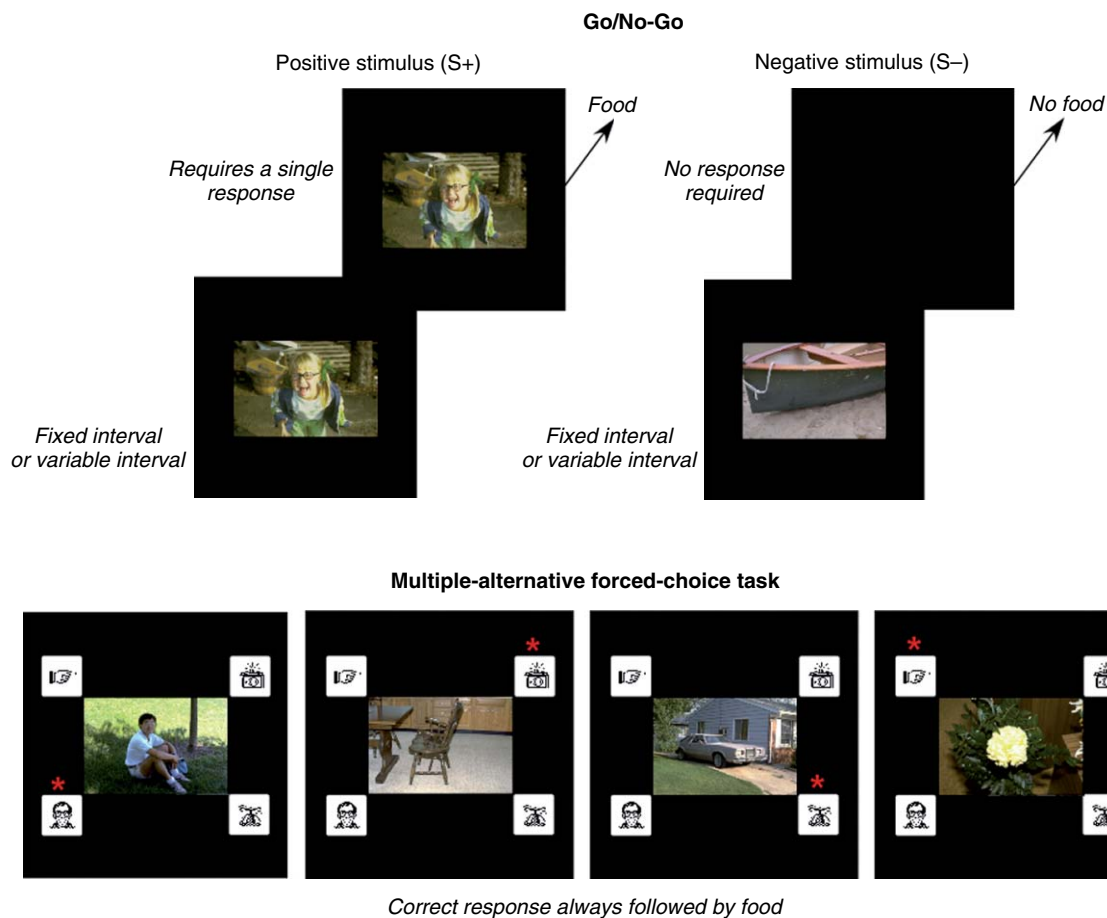 Go/No-Go
Positive stimulus (S+)
Negative stimulus (S–)
Food
No food
Requires a single
response
No response
required
Fixed interval
or variable interval
Fixed interval
or variable interval
Multiple-alternative forced-choice task
*
*
*
*
Correct response always followed by food